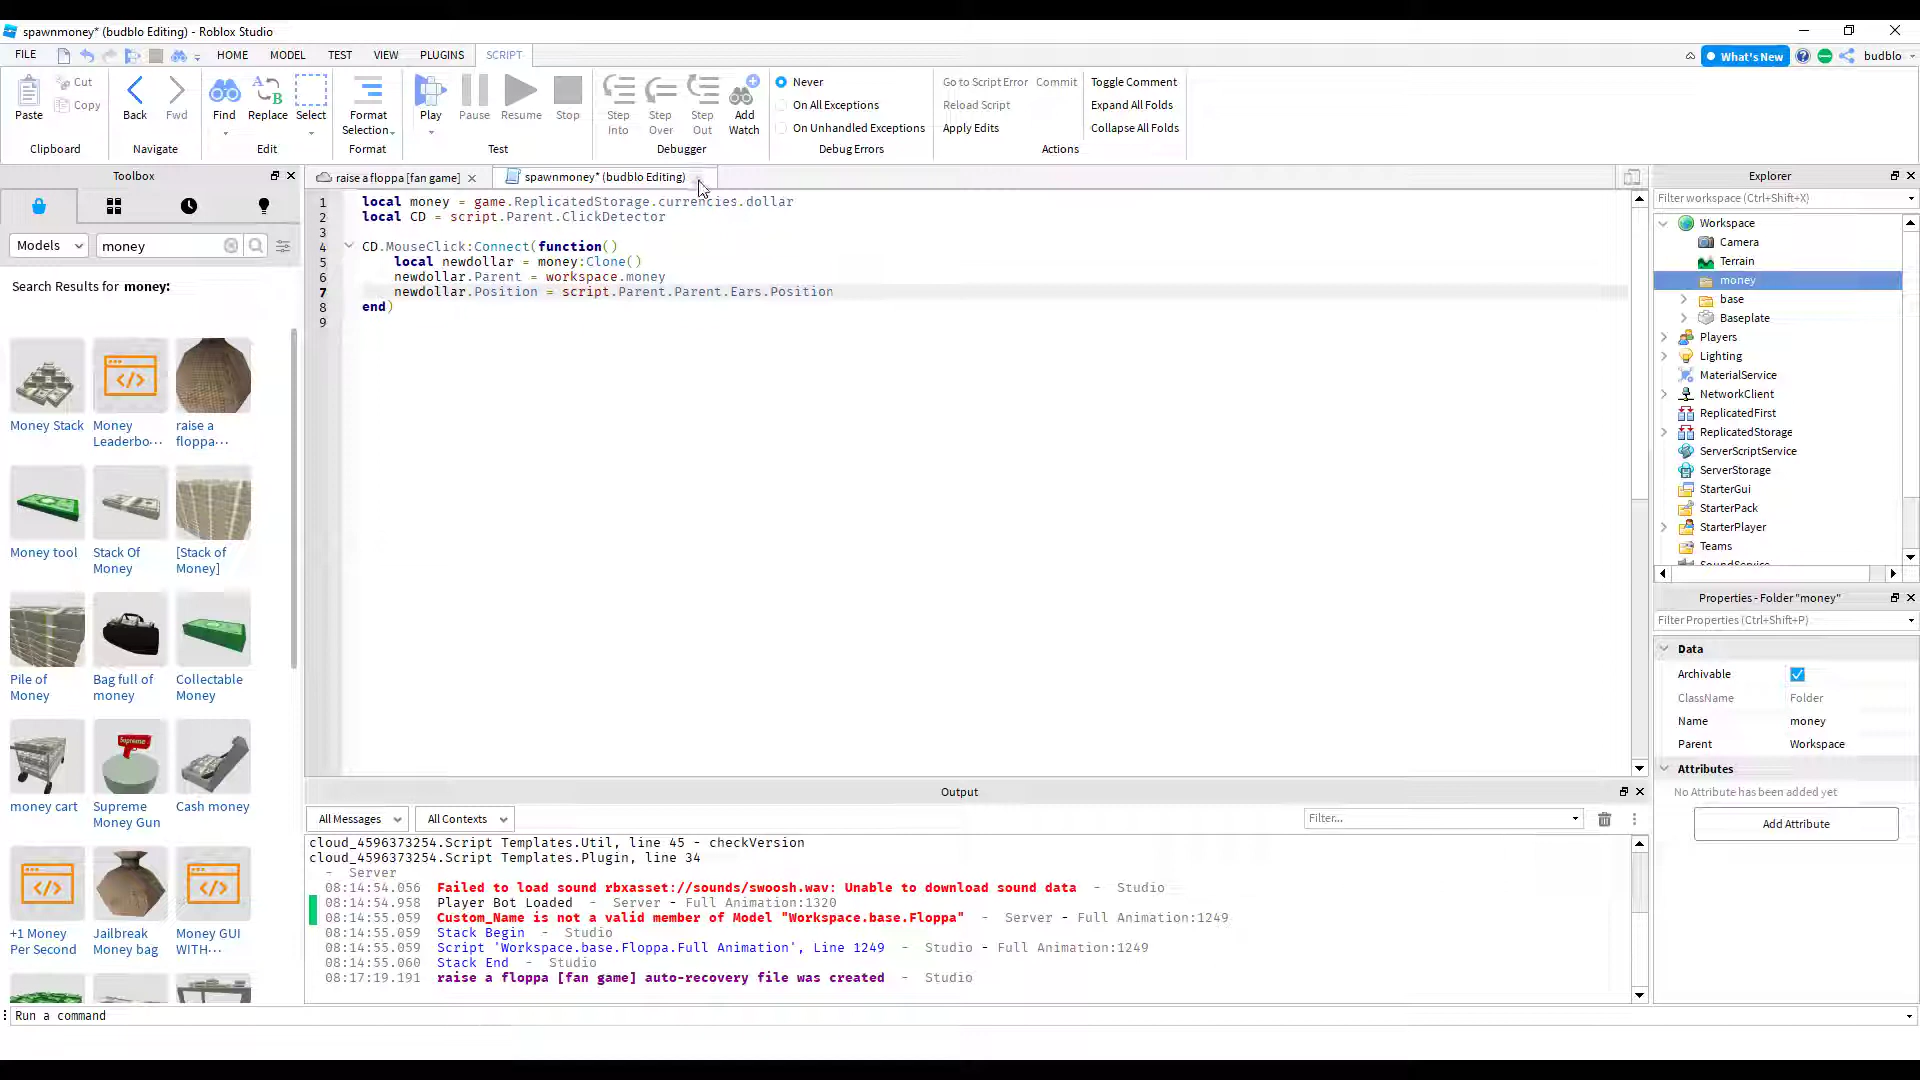 spawnmoney* (budblo Editing) - Roblox Studio
FILE HOME MODEL TEST VIEW PLUGINS SCRIPT What's New budblo
Paste Cut Copy Clipboard
Back Fwd Navigate
Find Replace Select Edit
Format Selection Format
Play Pause Resume Stop Test
Step Into Step Over Step Out Add Watch Debugger
Never
On All Exceptions
On Unhandled Exceptions
Debug Errors
Go to Script Error Commit
Reload Script
Apply Edits
Toggle Comment
Expand All Folds
Collapse All Folds
Actions
Toolbox
Models money
Search Results for money:
Money Stack
Money Leaderbo···
raise a floppa···
Money tool
Stack Of Money
[Stack of Money]
Pile of Money
Bag full of money
Collectable Money
money cart
Supreme Money Gun
Cash money
+1 Money Per Second
Jailbreak Money bag
Money GUI WITH···
raise a floppa [fan game] spawnmoney* (budblo Editing)
1 local money = game.ReplicatedStorage.currencies.dollar
2 local CD = script.Parent.ClickDetector
3
4 CD.MouseClick:Connect(function()
5 local newdollar = money:Clone()
6 newdollar.Parent = workspace.money
7 newdollar.Position = script.Parent.Parent.Ears.Position
8 end)
9
Output
All Messages All Contexts Filter...
cloud_4596373254.Script Templates.Util, line 45 - checkVersion
cloud_4596373254.Script Templates.Plugin, line 34
- Server
08:14:54.056 Failed to load sound rbxasset://sounds/swoosh.wav: Unable to download sound data - Studio
08:14:54.958 Player Bot Loaded - Server - Full Animation:1320
08:14:55.059 Custom_Name is not a valid member of Model "Workspace.base.Floppa" - Server - Full Animation:1249
08:14:55.059 Stack Begin - Studio
08:14:55.059 Script 'Workspace.base.Floppa.Full Animation', Line 1249 - Studio - Full Animation:1249
08:14:55.060 Stack End - Studio
08:17:19.191 raise a floppa [fan game] auto-recovery file was created - Studio
Explorer
Filter workspace (Ctrl+Shift+X)
Workspace
Camera
Terrain
money
base
Baseplate
Players
Lighting
MaterialService
NetworkClient
ReplicatedFirst
ReplicatedStorage
ServerScriptService
ServerStorage
StarterGui
StarterPack
StarterPlayer
Teams
SoundService
Properties - Folder "money"
Filter Properties (Ctrl+Shift+P)
Data
Archivable
ClassName Folder
Name money
Parent Workspace
Attributes
No Attribute has been added yet
Add Attribute
Run a command